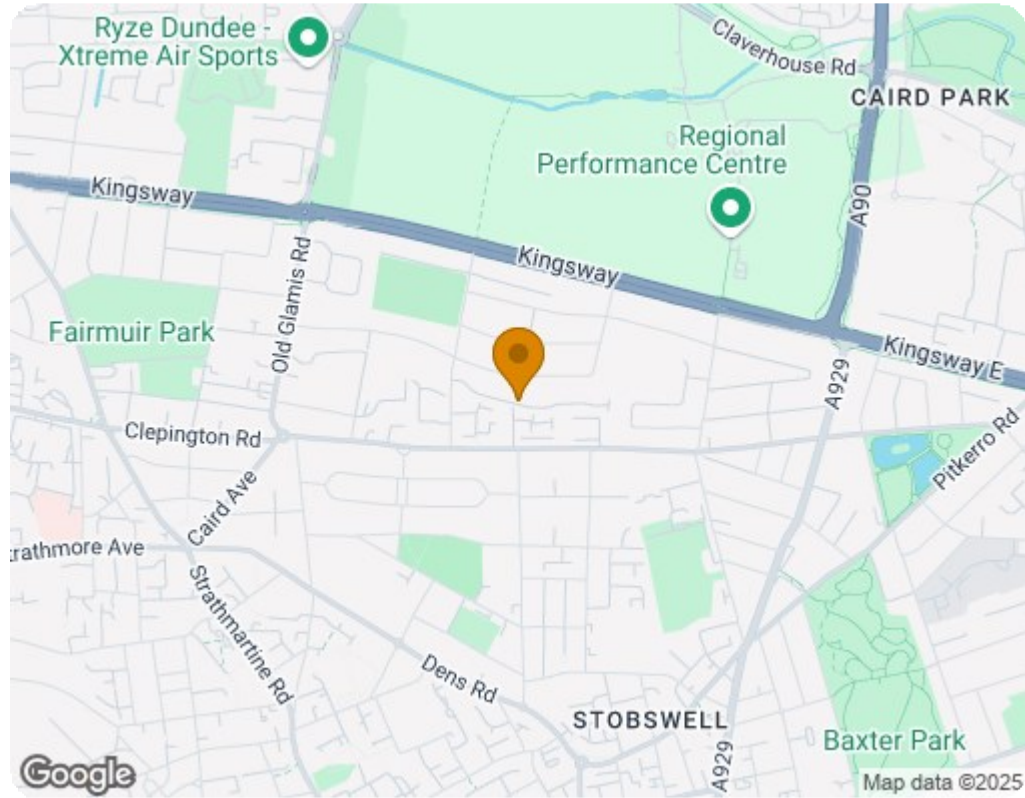 Ryze Dundee -
Xtreme Air Sports
Claverhouse Rd
CAIRD PARK
Regional
Performance Centre
Kingsway
A90
Kingsway
Old Glamis Rd
Fairmuir Park
Kingsway E
A929
Clepington Rd
Pitkerro Rd
Caird Ave
trathmore Ave
Strathmartine Rd
Dens Rd
STOBSWELL
A929
Baxter Park
Google
Map data ©2025